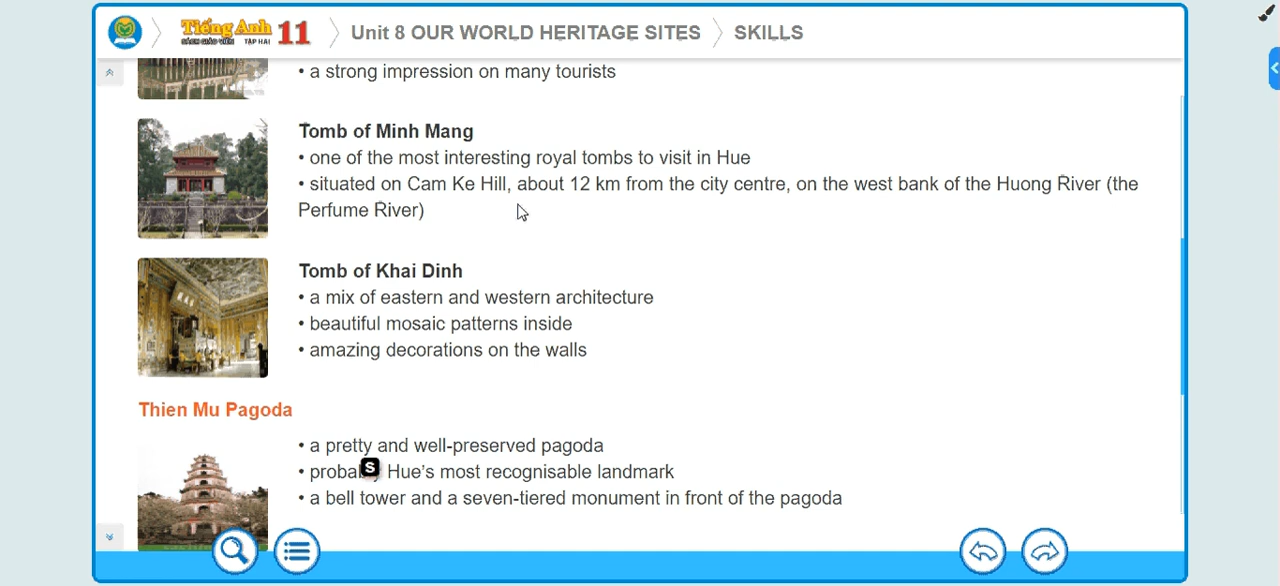 Tiếng Anh 11
SÁCH GIÁO VIÊN TẬP HAI
Unit 8 OUR WORLD HERITAGE SITES
SKILLS
• a strong impression on many tourists
Tomb of Minh Mang
• one of the most interesting royal tombs to visit in Hue
• situated on Cam Ke Hill, about 12 km from the city centre, on the west bank of the Huong River (the
Perfume River)
Tomb of Khai Dinh
• a mix of eastern and western architecture
• beautiful mosaic patterns inside
• amazing decorations on the walls
Thien Mu Pagoda
• a pretty and well-preserved pagoda
• Hue's most recognisable landmark
• a bell tower and a seven-tiered monument in front of the pagoda
S